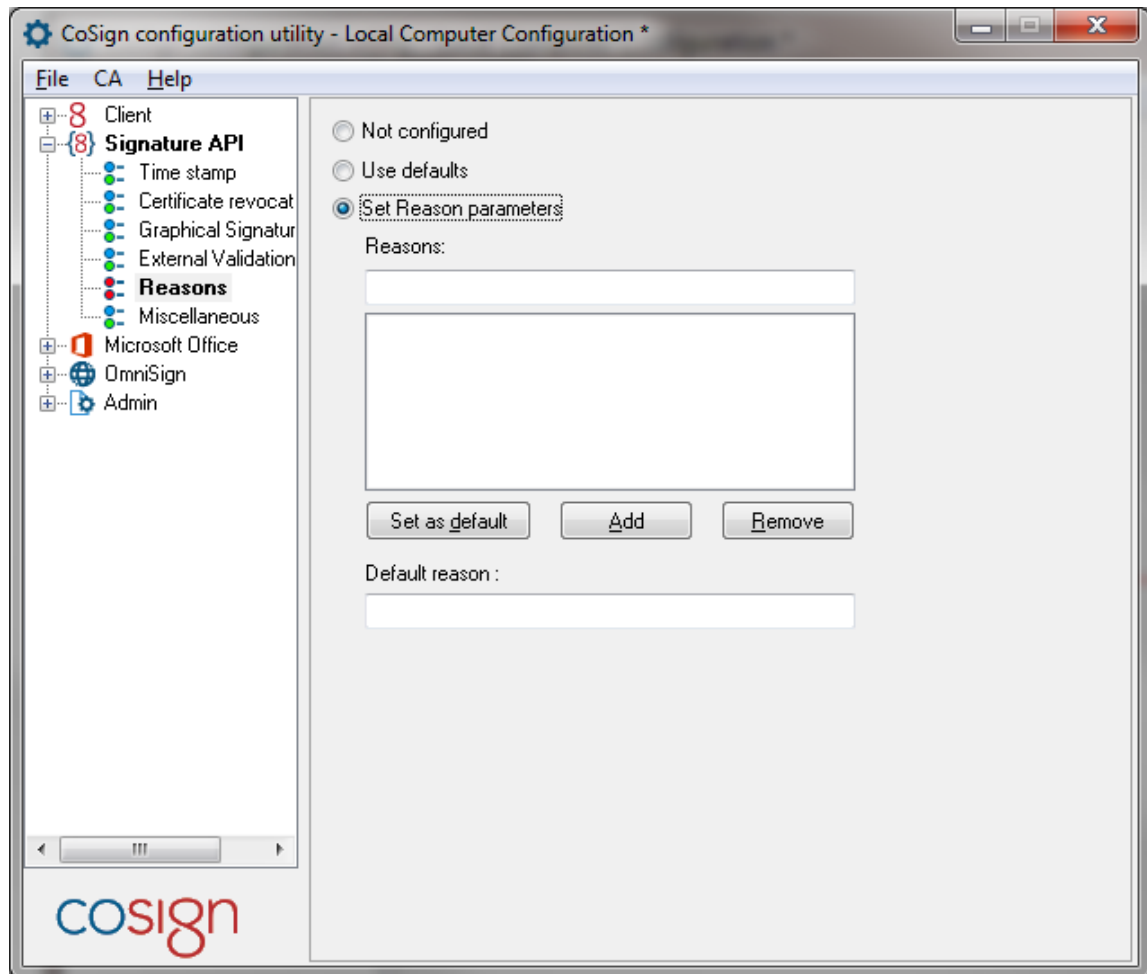 CoSign configuration utility - Local Computer Configuration *
File CA Help
Client
Signature API
Time stamp
Certificate revocat
Graphical Signatur
External Validation
Reasons
Miscellaneous
Microsoft Office
OmniSign
Admin
cosign
Not configured
Use defaults
Set Reason parameters
Reasons:
Set as default Add Remove
Default reason :